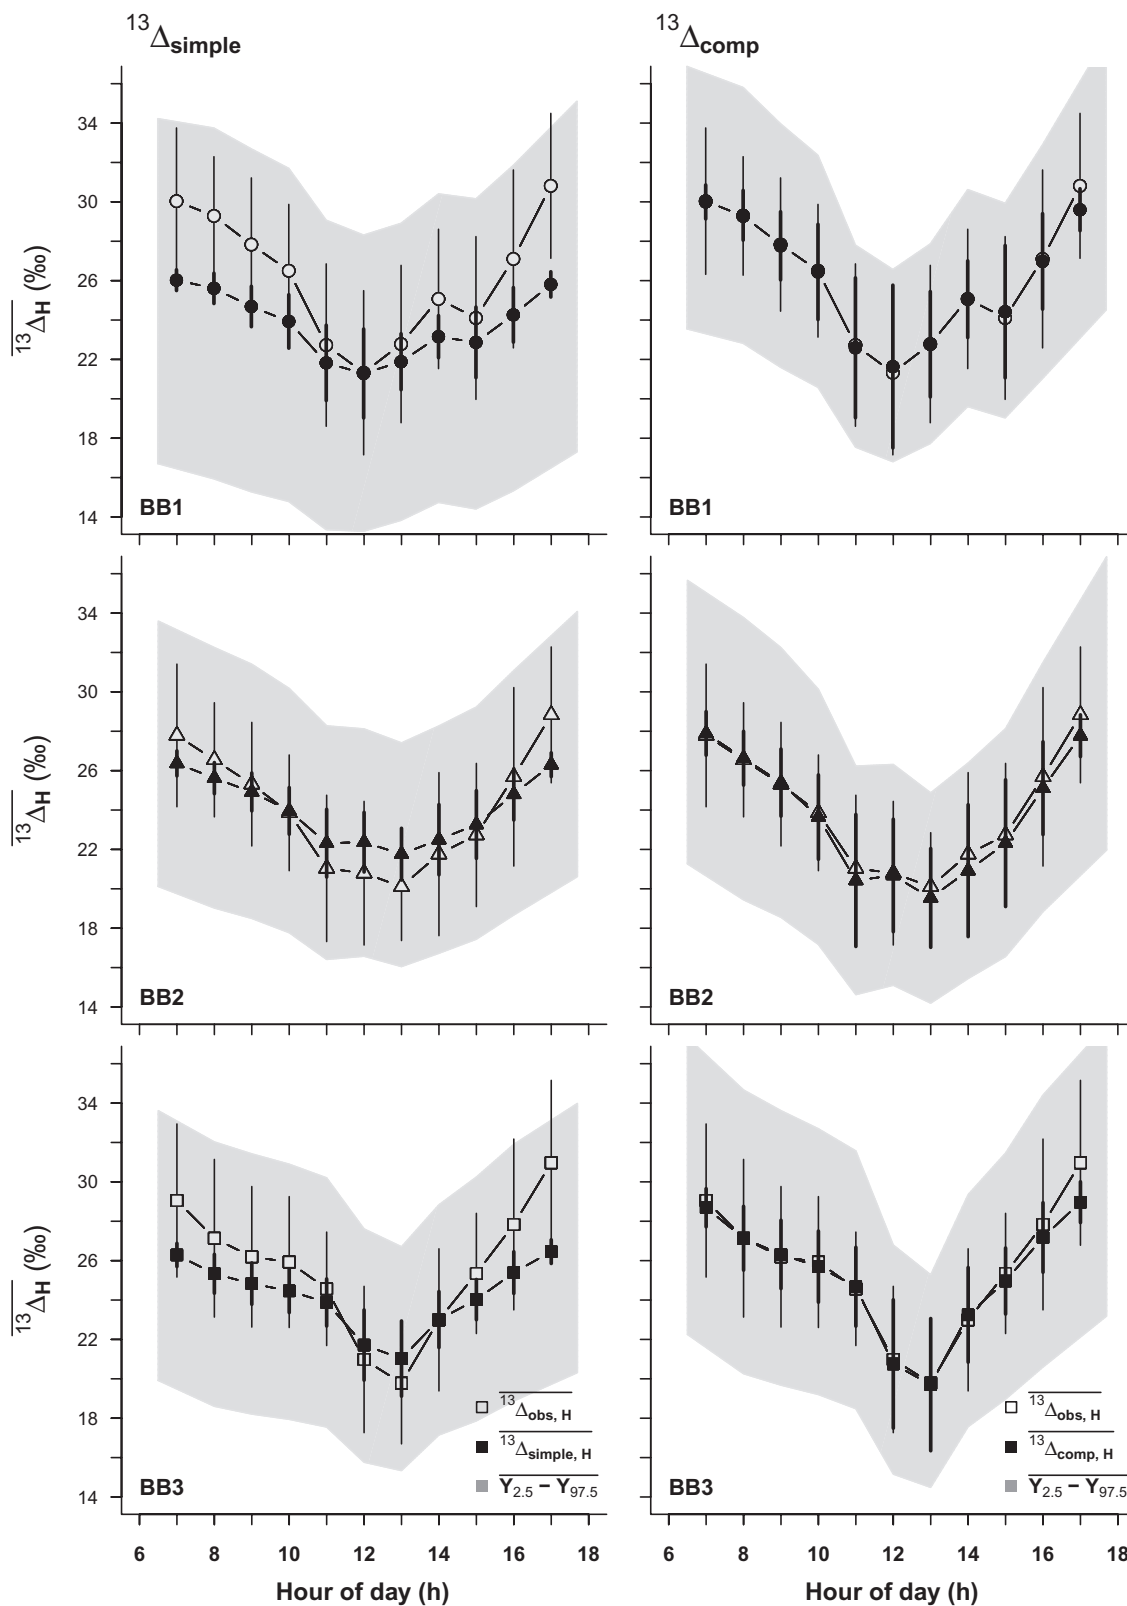 ¹³Δsimple ¹³Δcomp
34
30
26
22
18
14
¹³ΔH (‰)
BB1 BB1
34
30
26
22
18
14
¹³ΔH (‰)
BB2 BB2
34
30
26
22
18
14
¹³ΔH (‰)
¹³Δobs, H ¹³Δobs, H
¹³Δsimple, H ¹³Δcomp, H
Y2.5 − Y97.5 Y2.5 − Y97.5
BB3 BB3
6 8 10 12 14 16 18 6 8 10 12 14 16 18
Hour of day (h) Hour of day (h)